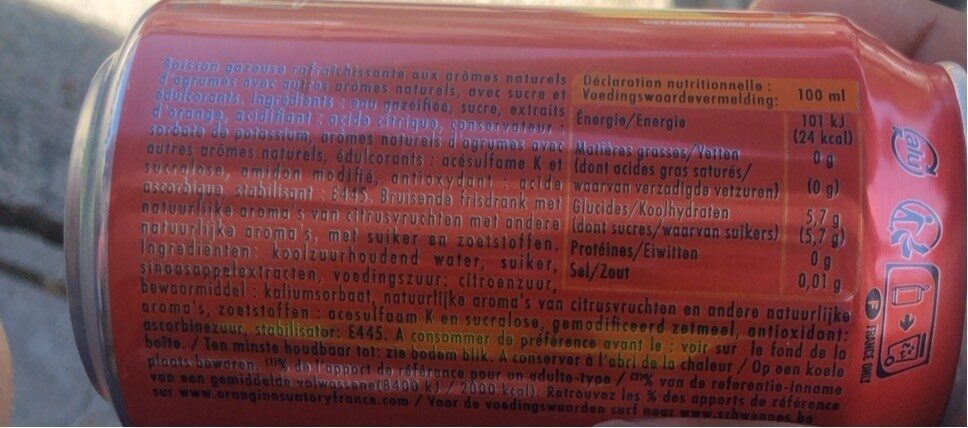 MET NATUURLIJKE AROMA'S
Boisson gazeuse rafraîchissante aux arômes naturels
d'agrumes avec autres arômes naturels, avec sucre et
édulcorants. Ingrédients : eau gazéifiée, sucre, extraits
d'orange, acidifiant : acide citrique, conservateur :
sorbate de potassium, arômes naturels d'agrumes avec
autres arômes naturels, édulcorants : acésulfame K et
sucralose, amidon modifié, antioxydant : acide
ascorbique, stabilisant : E445. Bruisende frisdrank met
natuurlijke aroma's van citrusvruchten met andere
natuurlijke aroma's, met suiker en zoetstoffen.
Ingrediënten: koolzuurhoudend water, suiker,
sinaasappelextracten, voedingszuur: citroenzuur,
bewaarmiddel : kaliumsorbaat, natuurlijke aroma's van citrusvruchten en andere natuurlijke
aroma's, zoetstoffen : acesulfaam K en sucralose, gemodificeerd zetmeel, antioxidant:
ascorbinezuur, stabilisator: E445. A consommer de préférence avant le : voir sur le fond de la
boîte. / Ten minste houdbaar tot: zie bodem blik. A conserver à l'abri de la chaleur / Op een koele
plaats bewaren. (1)% de l'apport de référence pour un adulte-type / (1)% van de referentie-inname
van een gemiddelde volwassene(8400 kJ / 2000 kcal). Retrouvez les % des apports de référence
sur www.oranginasuntoryfrance.com / Voor de voedingswaarden surf naar www.schweppes.be
Déclaration nutritionnelle :
Voedingswaardevermelding: 100 ml
Énergie/Energie 101 kJ
(24 kcal)
Matières grasses/Vetten 0 g
(dont acides gras saturés/
waarvan verzadigde vetzuren) (0 g)
Glucides/Koolhydraten 5,7 g
(dont sucres/waarvan suikers) (5,7 g)
Protéines/Eiwitten 0 g
Sel/Zout 0,01 g
alu
F FRANCE ONLY